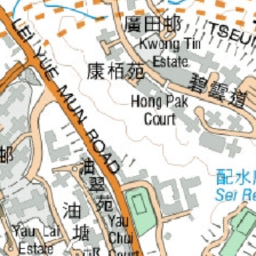 廣田邨
Kwong Tin
Estate
TSEUN
LEI YUE MUN ROAD
康栢苑
Hong Pak
Court
碧雲道
邨
油翠苑
Yau
Chui
Court
配水
Sei Re
油塘
Yau Lai
Estate